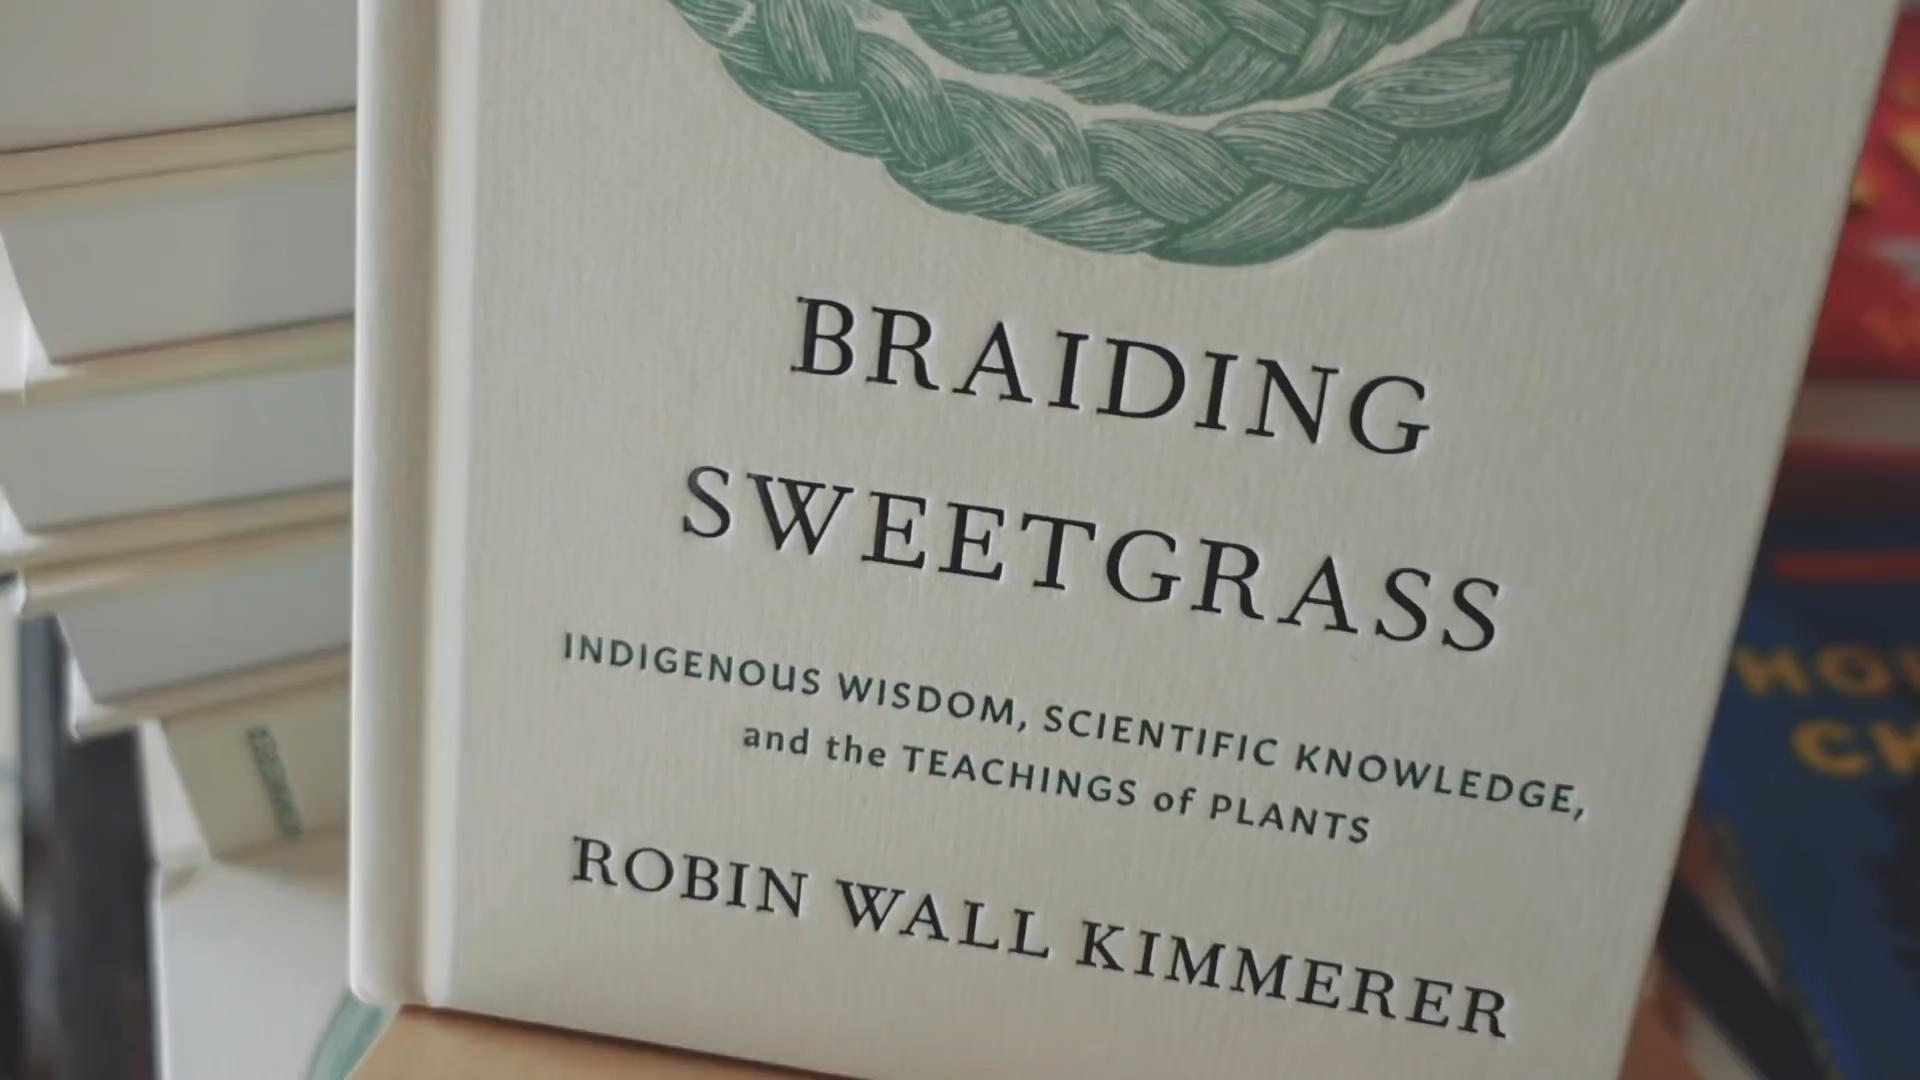 BRAIDING
SWEETGRASS
INDIGENOUS WISDOM, SCIENTIFIC KNOWLEDGE,
and the TEACHINGS of PLANTS
ROBIN WALL KIMMERER